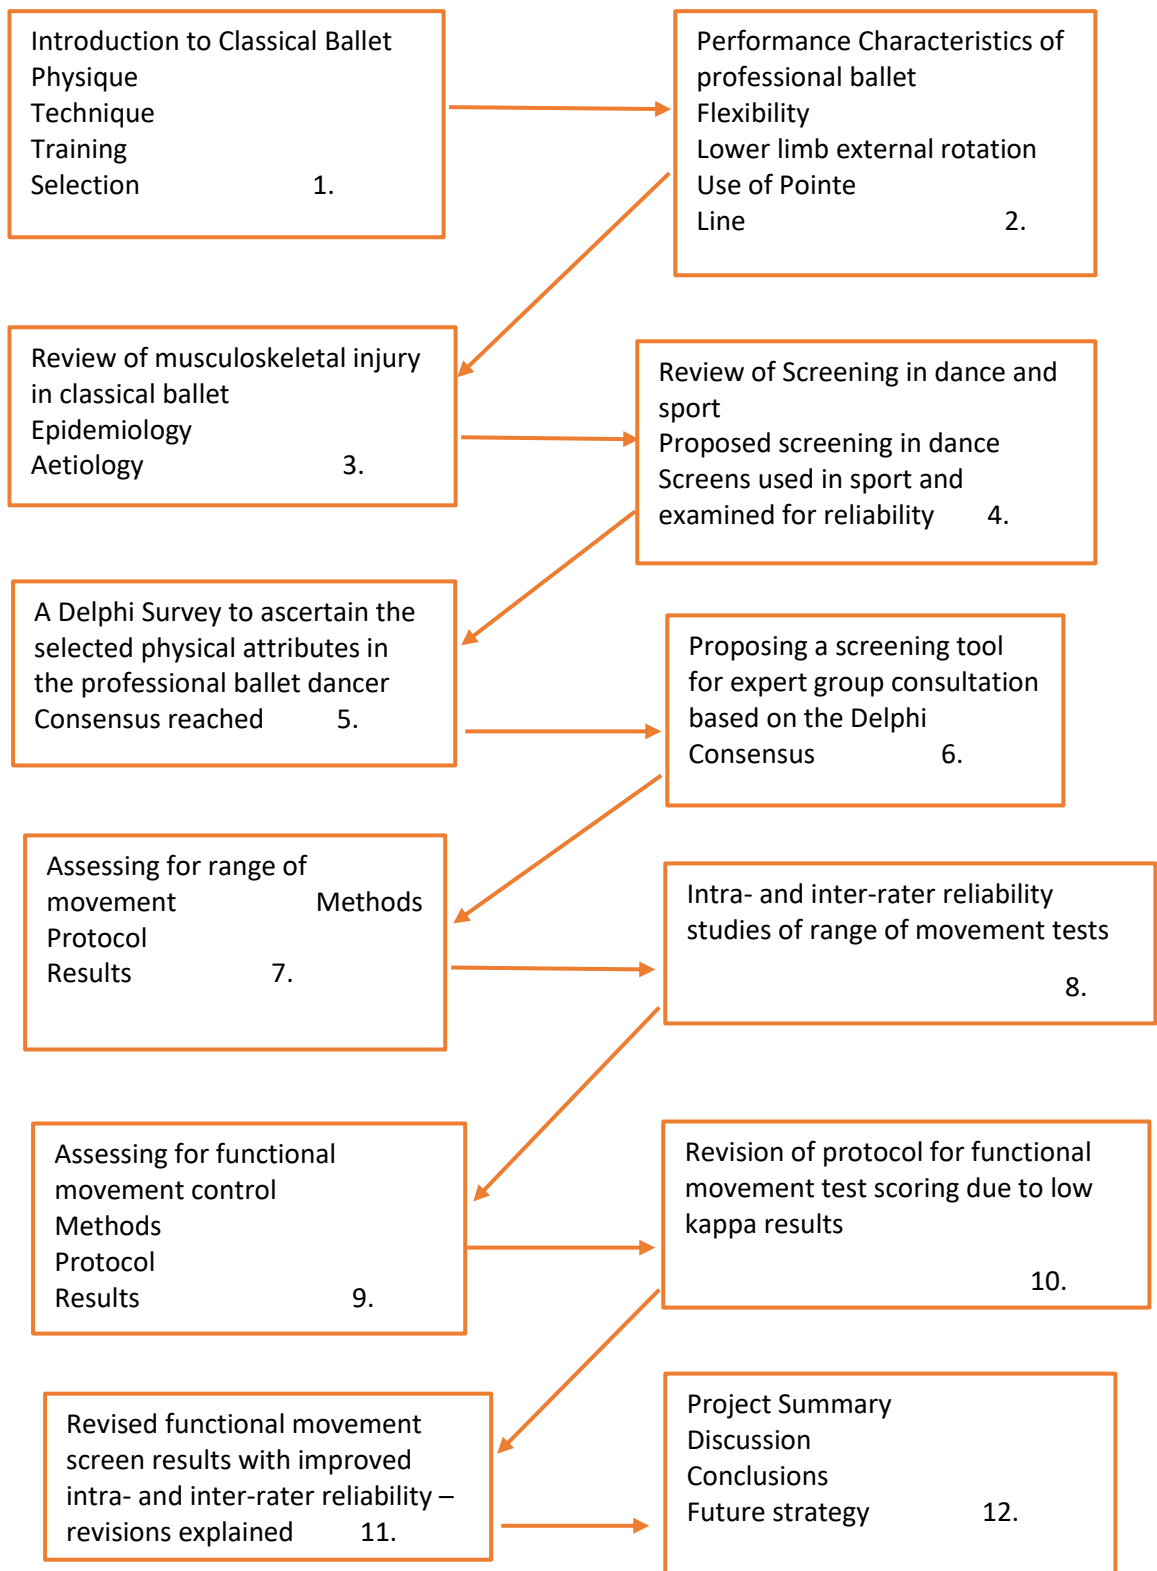 Introduction to Classical Ballet
Physique
Technique
Training
Selection 1.
Performance Characteristics of
professional ballet
Flexibility
Lower limb external rotation
Use of Pointe
Line 2.
Review of musculoskeletal injury
in classical ballet
Epidemiology
Aetiology 3.
Review of Screening in dance and
sport
Proposed screening in dance
Screens used in sport and
examined for reliability 4.
A Delphi Survey to ascertain the
selected physical attributes in
the professional ballet dancer
Consensus reached 5.
Proposing a screening tool
for expert group consultation
based on the Delphi
Consensus 6.
Assessing for range of
movement Methods
Protocol
Results 7.
Intra- and inter-rater reliability
studies of range of movement tests
8.
Assessing for functional
movement control
Methods
Protocol
Results 9.
Revision of protocol for functional
movement test scoring due to low
kappa results
10.
Revised functional movement
screen results with improved
intra- and inter-rater reliability –
revisions explained 11.
Project Summary
Discussion
Conclusions
Future strategy 12.